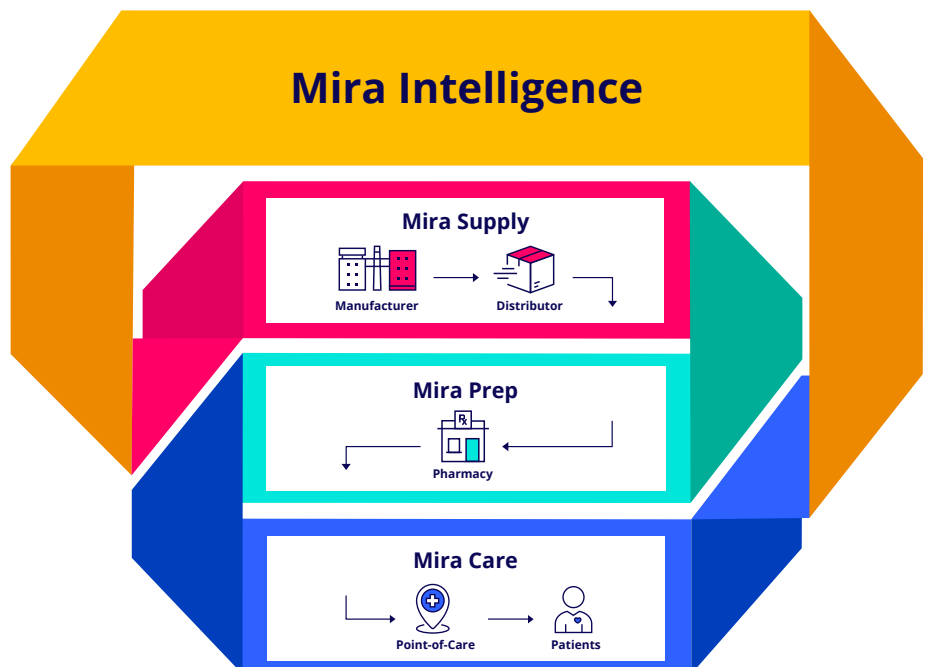 Mira Intelligence
Mira Supply
Manufacturer
Distributor
Mira Prep
Rx
Pharmacy
Mira Care
Point-of-Care
Patients